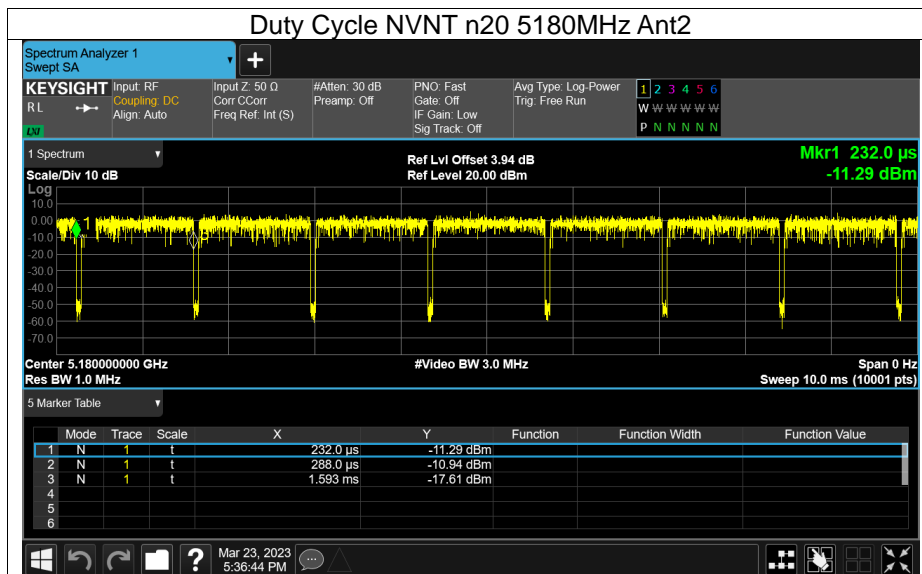 Duty Cycle NVNT n20 5180MHz Ant2
Spectrum Analyzer 1
Swept SA
+
KEYSIGHT
RL
LXI
Input: RF
Coupling: DC
Align: Auto
Input Z: 50 Ω
Corr CCorr
Freq Ref: Int (S)
#Atten: 30 dB
Preamp: Off
PNO: Fast
Gate: Off
IF Gain: Low
Sig Track: Off
Avg Type: Log-Power
Trig: Free Run
1 2 3 4 5 6
W W W W W W
P N N N N N
1 Spectrum
Scale/Div 10 dB
Ref Lvl Offset 3.94 dB
Ref Level 20.00 dBm
Mkr1 232.0 µs
-11.29 dBm
Log
10.0
0.00
-10.0
-20.0
-30.0
-40.0
-50.0
-60.0
-70.0
1
Center 5.180000000 GHz
Res BW 1.0 MHz
#Video BW 3.0 MHz
Span 0 Hz
Sweep 10.0 ms (10001 pts)
5 Marker Table
Mode Trace Scale X Y Function Function Width Function Value
1 N 1 t 232.0 µs -11.29 dBm
2 N 1 t 288.0 µs -10.94 dBm
3 N 1 t 1.593 ms -17.61 dBm
4
5
6
?
Mar 23, 2023
5:36:44 PM